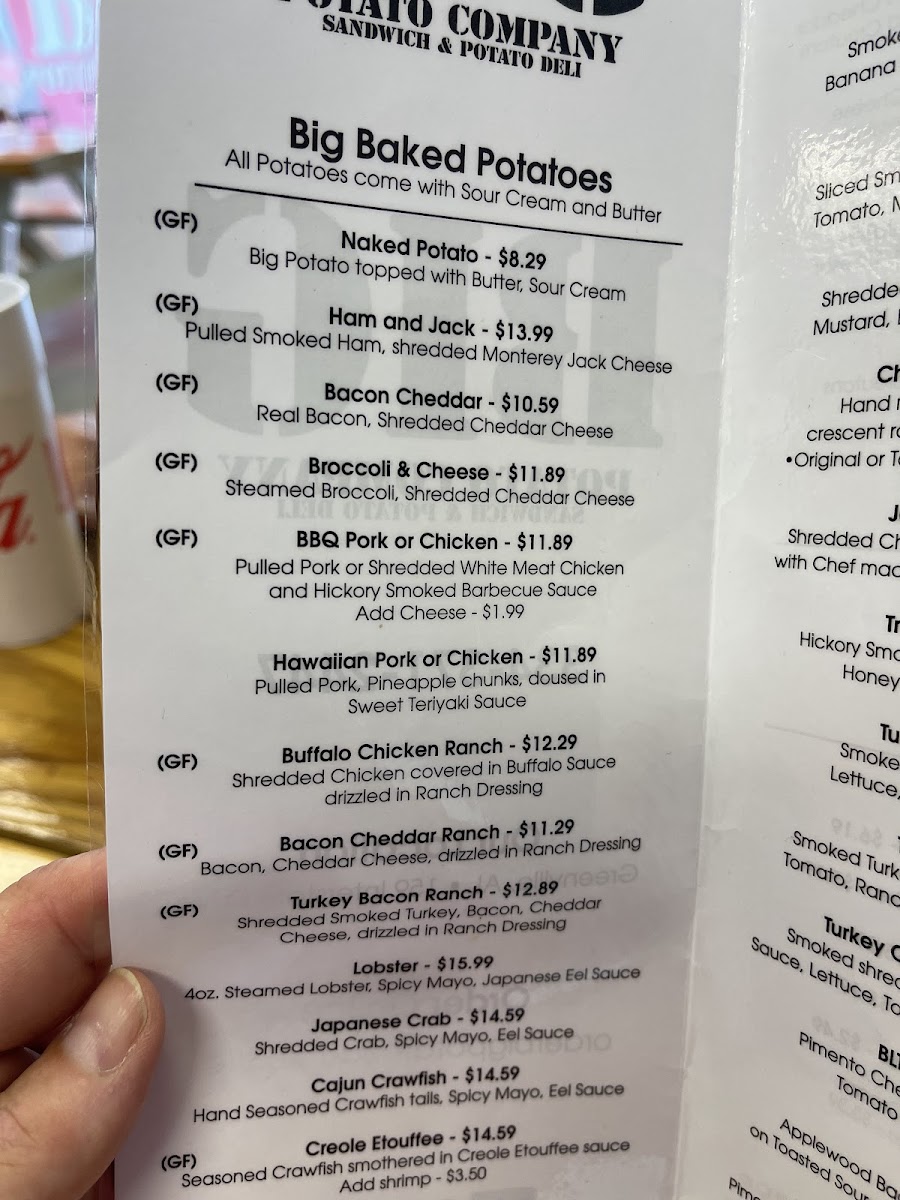 POTATO COMPANY
SANDWICH & POTATO DELI
Big Baked Potatoes
All Potatoes come with Sour Cream and Butter
(GF)
Naked Potato - $8.29
Big Potato topped with Butter, Sour Cream
(GF)
Ham and Jack - $13.99
Pulled Smoked Ham, shredded Monterey Jack Cheese
(GF)
Bacon Cheddar - $10.59
Real Bacon, Shredded Cheddar Cheese
(GF)
Broccoli & Cheese - $11.89
Steamed Broccoli, Shredded Cheddar Cheese
(GF)
BBQ Pork or Chicken - $11.89
Pulled Pork or Shredded White Meat Chicken
and Hickory Smoked Barbecue Sauce
Add Cheese - $1.99
Hawaiian Pork or Chicken - $11.89
Pulled Pork, Pineapple chunks, doused in
Sweet Teriyaki Sauce
(GF)
Buffalo Chicken Ranch - $12.29
Shredded Chicken covered in Buffalo Sauce
drizzled in Ranch Dressing
(GF)
Bacon Cheddar Ranch - $11.29
Bacon, Cheddar Cheese, drizzled in Ranch Dressing
(GF)
Turkey Bacon Ranch - $12.89
Shredded Smoked Turkey, Bacon, Cheddar
Cheese, drizzled in Ranch Dressing
Lobster - $15.99
4oz. Steamed Lobster, Spicy Mayo, Japanese Eel Sauce
Japanese Crab - $14.59
Shredded Crab, Spicy Mayo, Eel Sauce
Cajun Crawfish - $14.59
Hand Seasoned Crawfish tails, Spicy Mayo, Eel Sauce
(GF)
Creole Etouffee - $14.59
Seasoned Crawfish smothered in Creole Etouffee sauce
Add shrimp - $3.50
Banana
Sliced
Tomato,
Mustard,
Hand
crescent
•Original or
Shredded
with Chef
Hickory
Honey
Lettuce,
Smoked
Tomato,
Turkey
Smoked
Sauce, Lettuce,
Pimento
Tomato
Applewood
on Toasted